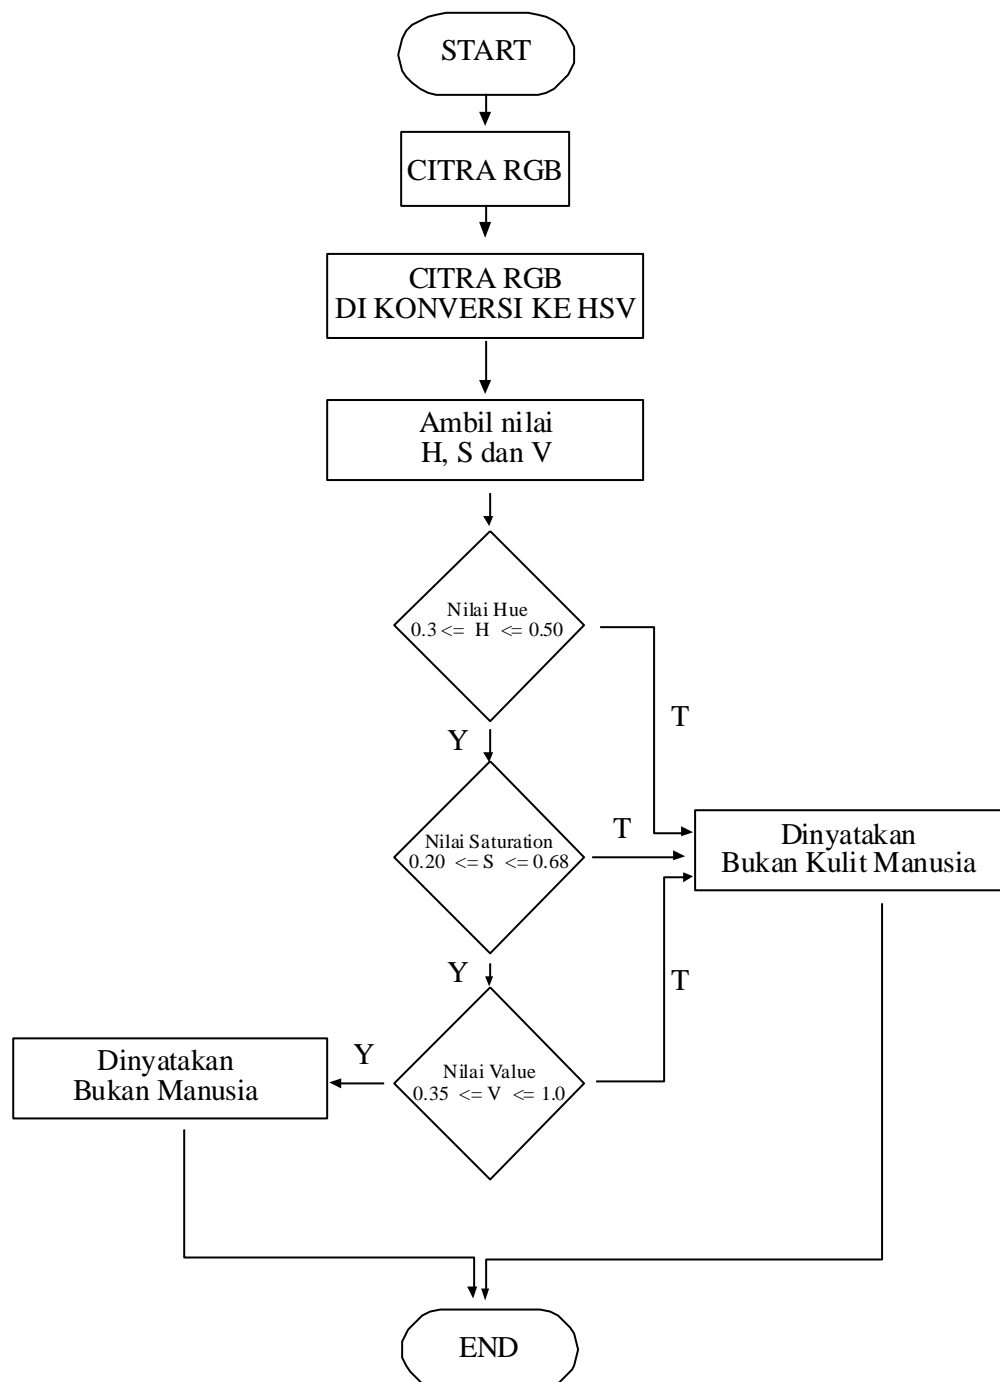 START
CITRA RGB
CITRA RGB
DI KONVERSI KE HSV
Ambil nilai
H, S dan V
Nilai Hue
0.3 <= H <= 0.50
T
Y
Nilai Saturation
0.20 <= S <= 0.68
T
Dinyatakan
Bukan Kulit Manusia
Y
T
Nilai Value
0.35 <= V <= 1.0
Y
Dinyatakan
Bukan Manusia
END